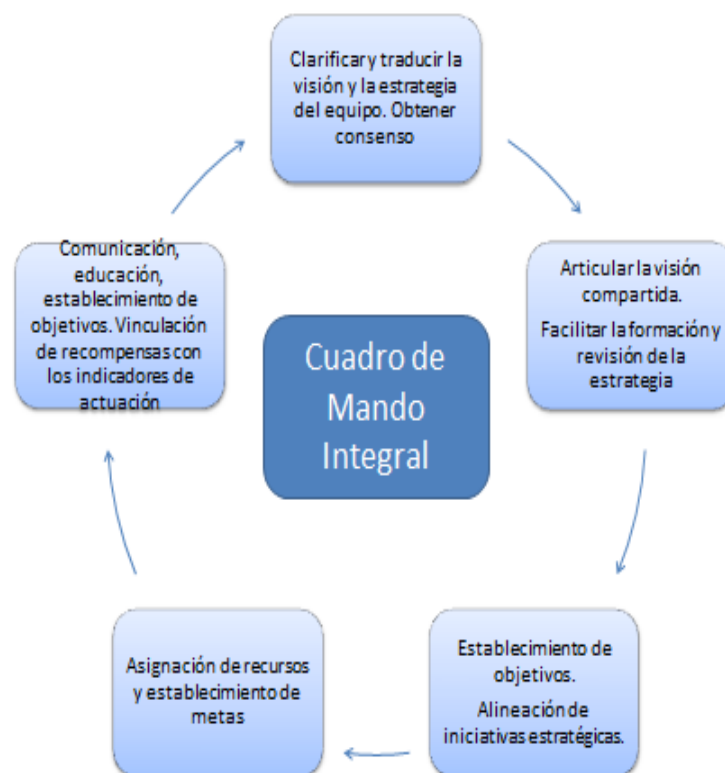 Clarificar y traducir la
visión y la estrategia
del equipo. Obtener
consenso
Articular la visión
compartida.
Facilitar la formación y
revisión de la
estrategia
Establecimiento de
objetivos.
Alineación de
iniciativas estratégicas.
Asignación de recursos
y establecimiento de
metas
Comunicación,
educación,
establecimiento de
objetivos. Vinculación
de recompensas con
los indicadores de
actuación
Cuadro de
Mando
Integral